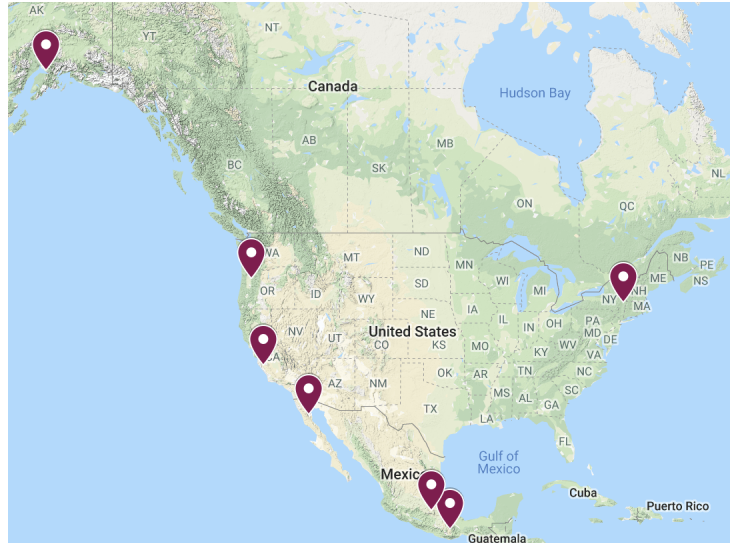 AK
YT
NT
Canada
Hudson Bay
AB
MB
BC
SK
NL
ON
QC
WA
MT
ND
MN
NB
PE
ME
NS
OR
ID
SD
WI
MI
NH
NY
MA
WY
NE
IA
NV
UT
United States
IL
IN
OH
PA
MD
DE
CO
KS
MO
KY
WV
VA
CA
AZ
NM
OK
AR
TN
NC
TX
MS
AL
GA
SC
LA
FL
Gulf of
Mexico
Mexico
Cuba
Puerto Rico
Guatemala